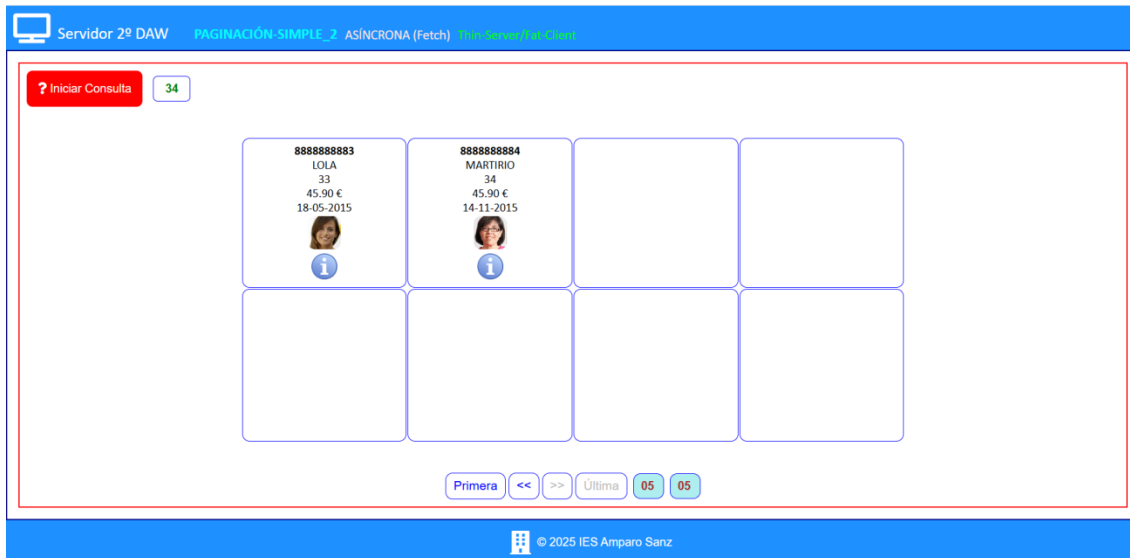 Servidor 2º DAW PAGINACIÓN-SIMPLE_2 ASÍNCRONA (Fetch) Thin-Server/Fat-Client
? Iniciar Consulta 34
8888888883 8888888884
LOLA MARTIRIO
33 34
45.90 € 45.90 €
18-05-2015 14-11-2015
i i
Primera << >> Última 05 05
© 2025 IES Amparo Sanz